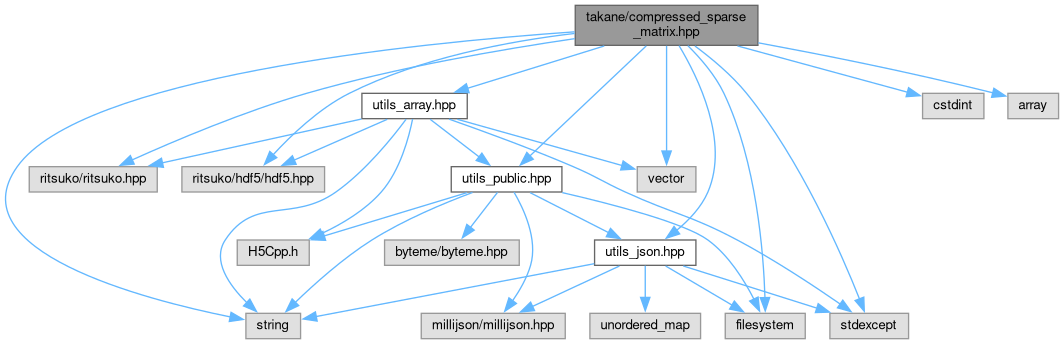 takane/compressed_sparse
_matrix.hpp
utils_array.hpp
cstdint
array
ritsuko/ritsuko.hpp
ritsuko/hdf5/hdf5.hpp
utils_public.hpp
vector
H5Cpp.h
byteme/byteme.hpp
utils_json.hpp
string
millijson/millijson.hpp
unordered_map
filesystem
stdexcept